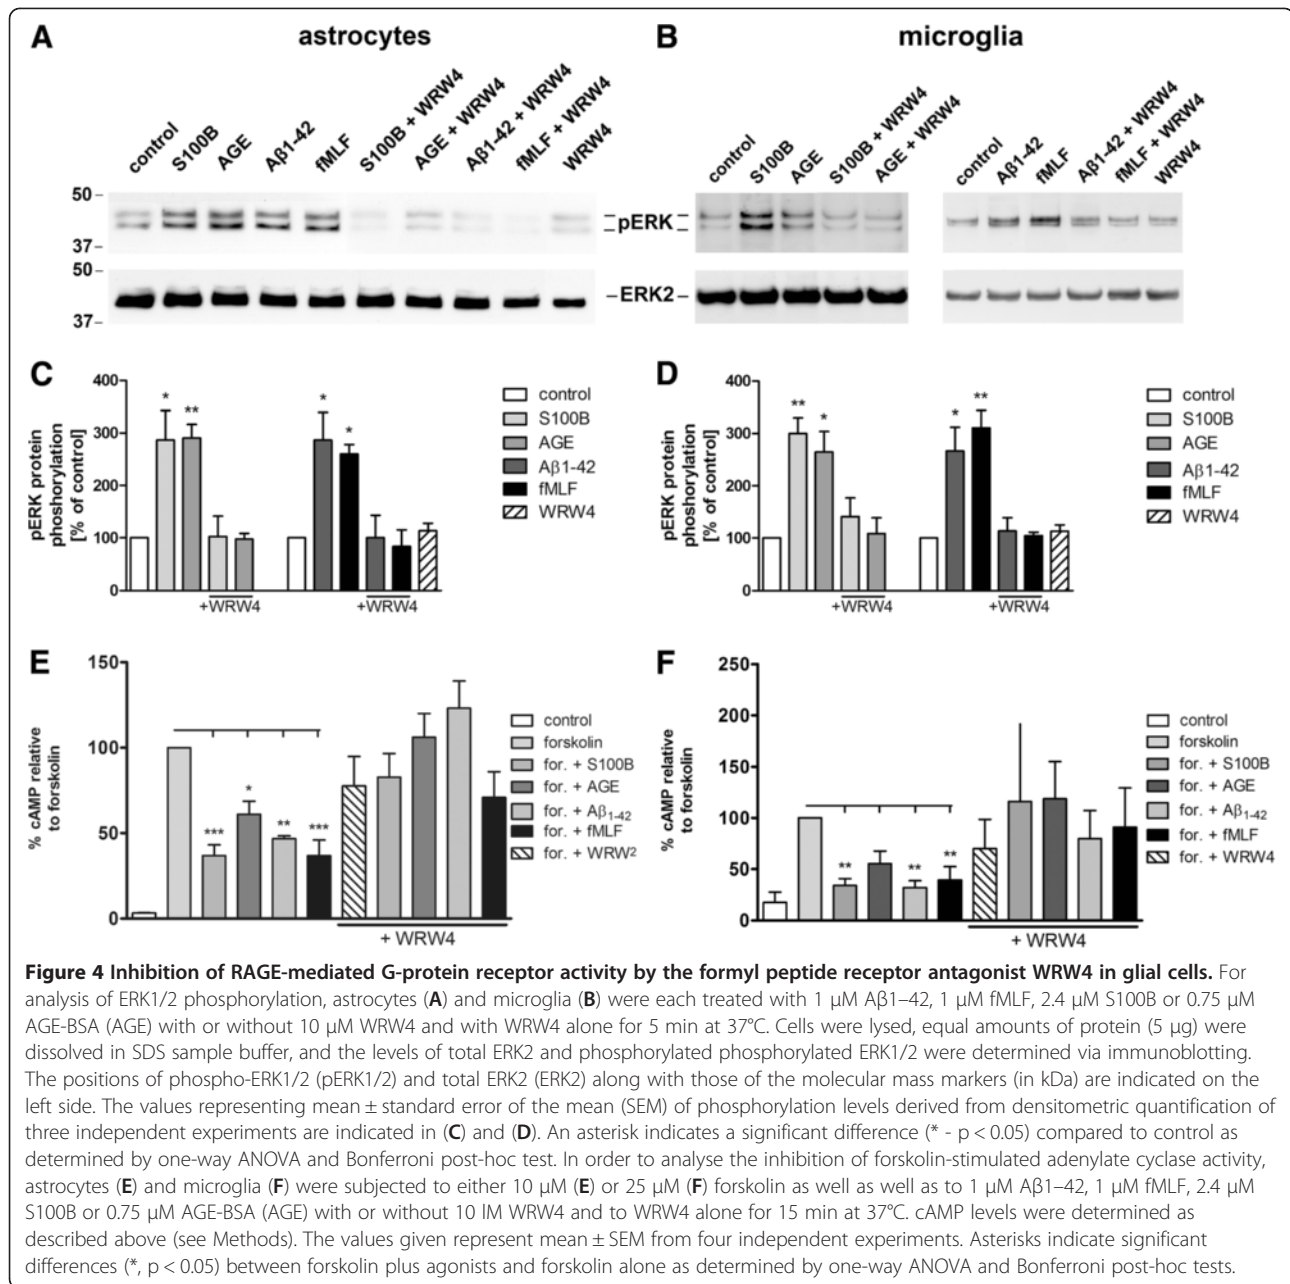 A astrocytes B microglia
control S100B AGE Aβ1-42 fMLF S100B + WRW4 AGE + WRW4 Aβ1-42 + WRW4 fMLF + WRW4 WRW4
control S100B AGE S100B + WRW4 AGE + WRW4
control Aβ1-42 fMLF Aβ1-42 + WRW4 fMLF + WRW4 WRW4
50
pERK
37
50
ERK2
37
C
400
300
200
100
0
pERK protein
phoshorylation
[% of control]
* ** * *
+WRW4 +WRW4
control
S100B
AGE
Aβ1-42
fMLF
WRW4
D
400
300
200
100
0
pERK protein
phoshorylation
[% of control]
** * * **
+WRW4 +WRW4
control
S100B
AGE
Aβ1-42
fMLF
WRW4
E
150
100
50
0
% cAMP relative
to forskolin
*** * ** ***
+ WRW4
control
forskolin
for. + S100B
for. + AGE
for. + Aβ1-42
for. + fMLF
for. + WRW2
F
250
200
150
100
50
0
% cAMP relative
to forskolin
** ** **
+ WRW4
control
forskolin
for. + S100B
for. + AGE
for. + Aβ1-42
for. + fMLF
for. + WRW4
Figure 4 Inhibition of RAGE-mediated G-protein receptor activity by the formyl peptide receptor antagonist WRW4 in glial cells. For
analysis of ERK1/2 phosphorylation, astrocytes (A) and microglia (B) were each treated with 1 μM Aβ1–42, 1 μM fMLF, 2.4 μM S100B or 0.75 μM
AGE-BSA (AGE) with or without 10 μM WRW4 and with WRW4 alone for 5 min at 37°C. Cells were lysed, equal amounts of protein (5 μg) were
dissolved in SDS sample buffer, and the levels of total ERK2 and phosphorylated phosphorylated ERK1/2 were determined via immunoblotting.
The positions of phospho-ERK1/2 (pERK1/2) and total ERK2 (ERK2) along with those of the molecular mass markers (in kDa) are indicated on the
left side. The values representing mean ± standard error of the mean (SEM) of phosphorylation levels derived from densitometric quantification of
three independent experiments are indicated in (C) and (D). An asterisk indicates a significant difference (* - p < 0.05) compared to control as
determined by one-way ANOVA and Bonferroni post-hoc test. In order to analyse the inhibition of forskolin-stimulated adenylate cyclase activity,
astrocytes (E) and microglia (F) were subjected to either 10 μM (E) or 25 μM (F) forskolin as well as well as to 1 μM Aβ1–42, 1 μM fMLF, 2.4 μM
S100B or 0.75 μM AGE-BSA (AGE) with or without 10 lM WRW4 and to WRW4 alone for 15 min at 37°C. cAMP levels were determined as
described above (see Methods). The values given represent mean ± SEM from four independent experiments. Asterisks indicate significant
differences (*, p < 0.05) between forskolin plus agonists and forskolin alone as determined by one-way ANOVA and Bonferroni post-hoc tests.